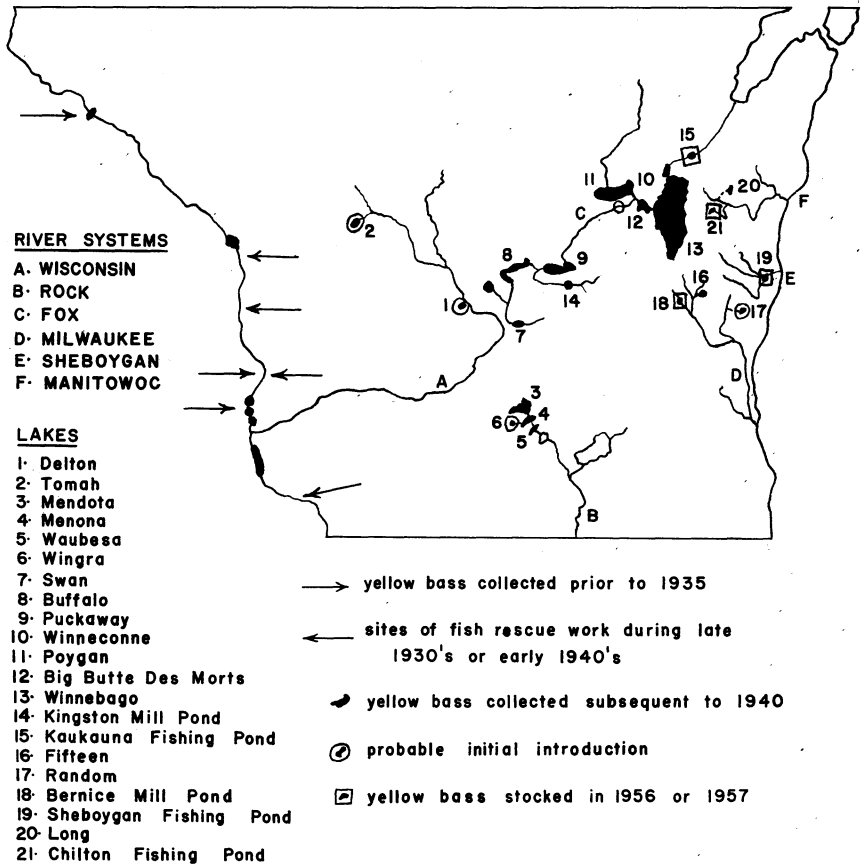 15
11
10
20
C
12
F
21
2
13
8
9
19
E
16
18
14
1
17
7
A
D
3
6
4
5
B
RIVER SYSTEMS
A. WISCONSIN
B. ROCK
C. FOX
D. MILWAUKEE
E. SHEBOYGAN
F. MANITOWOC
LAKES
1. Delton
2. Tomah
3. Mendota
4. Menona
5. Waubesa
6. Wingra
7. Swan
8. Buffalo
9. Puckaway
10. Winneconne
11. Poygan
12. Big Butte Des Morts
13. Winnebago
14. Kingston Mill Pond
15. Kaukauna Fishing Pond
16. Fifteen
17. Random
18. Bernice Mill Pond
19. Sheboygan Fishing Pond
20. Long
21. Chilton Fishing Pond
yellow bass collected prior to 1935
sites of fish rescue work during late
1930's or early 1940's
yellow bass collected subsequent to 1940
probable initial introduction
yellow bass stocked in 1956 or 1957